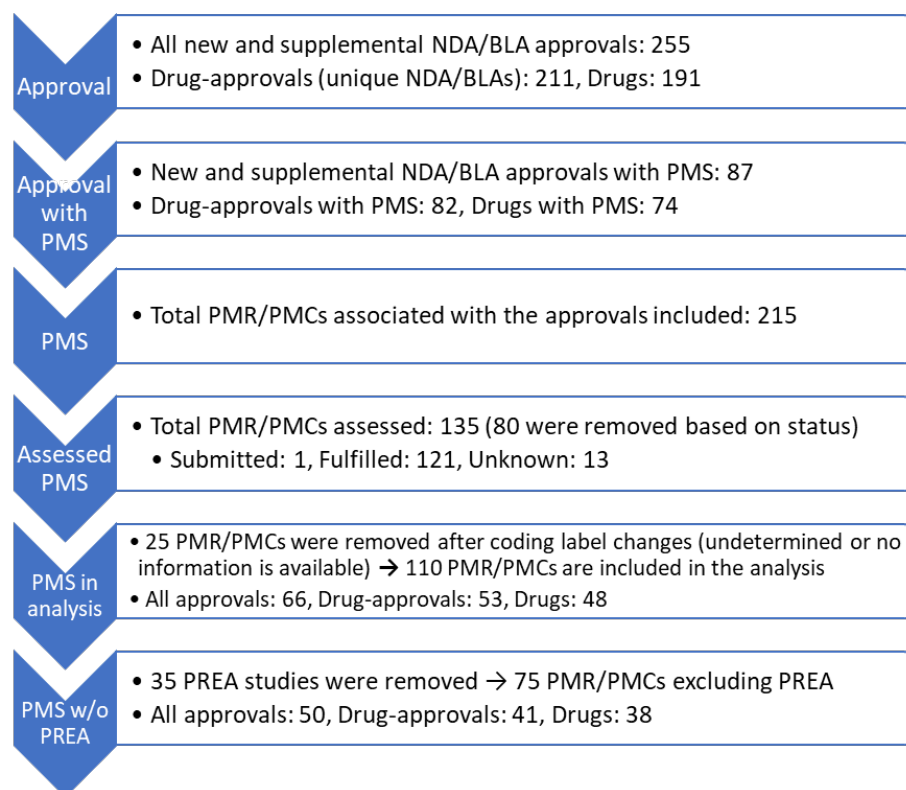 Approval
• All new and supplemental NDA/BLA approvals: 255
• Drug-approvals (unique NDA/BLAs): 211, Drugs: 191
Approval
with
PMS
• New and supplemental NDA/BLA approvals with PMS: 87
• Drug-approvals with PMS: 82, Drugs with PMS: 74
PMS
• Total PMR/PMCs associated with the approvals included: 215
Assessed
PMS
• Total PMR/PMCs assessed: 135 (80 were removed based on status)
• Submitted: 1, Fulfilled: 121, Unknown: 13
PMS in
analysis
• 25 PMR/PMCs were removed after coding label changes (undetermined or no
information is available) → 110 PMR/PMCs are included in the analysis
• All approvals: 66, Drug-approvals: 53, Drugs: 48
PMS w/o
PREA
• 35 PREA studies were removed → 75 PMR/PMCs excluding PREA
• All approvals: 50, Drug-approvals: 41, Drugs: 38